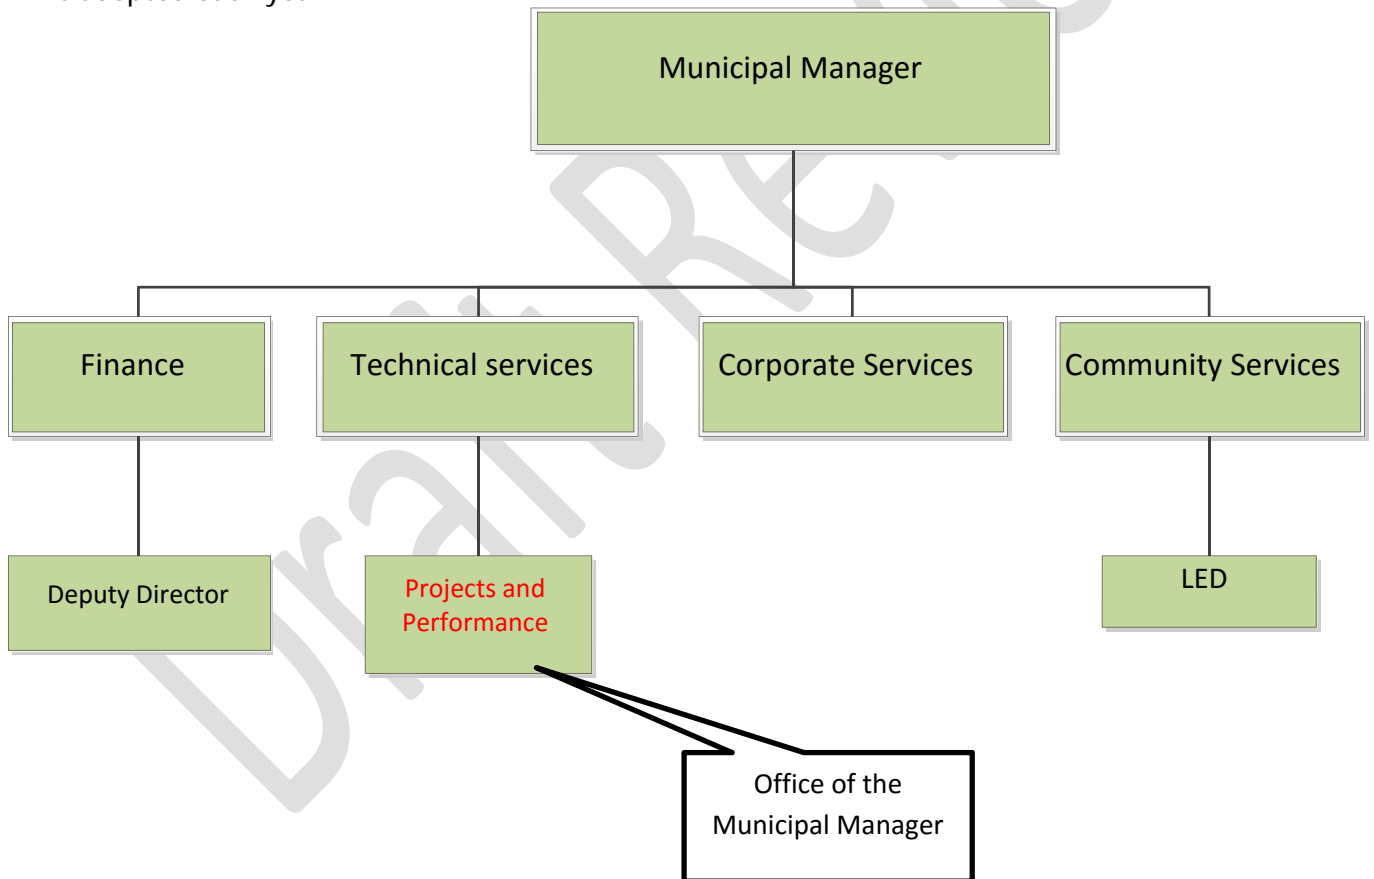 Municipal Manager
Finance
Technical services
Corporate Services
Community Services
Deputy Director
Projects and
Performance
LED
Office of the
Municipal Manager
Draft